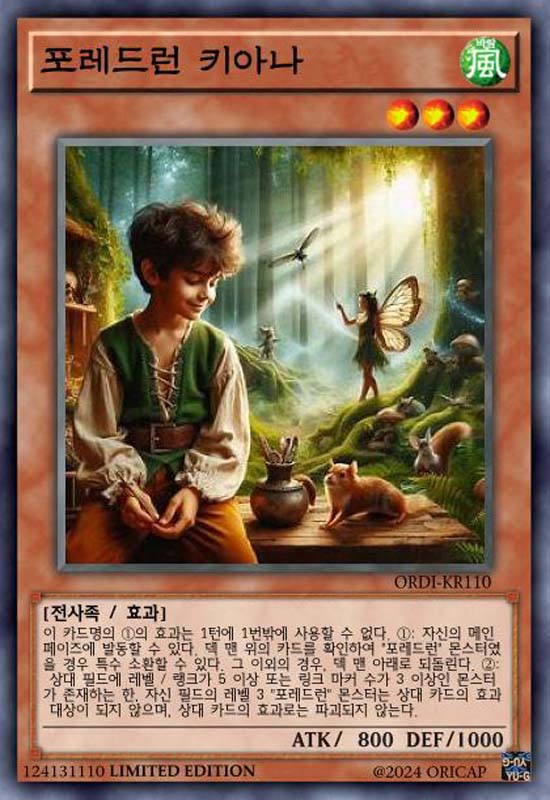 포레드런 키아나
바람
風
ORDI-KR110
[전사족 / 효과]
이 카드명의 ①의 효과는 1턴에 1번밖에 사용할 수 없다. ①: 자신의 메인
페이즈에 발동할 수 있다. 덱 맨 위의 카드를 확인하여 "포레드런" 몬스터였
을 경우 특수 소환할 수 있다. 그 이외의 경우, 덱 맨 아래로 되돌린다. ②:
상대 필드에 레벨 / 랭크가 5 이상 또는 링크 마커 수가 3 이상인 몬스터
가 존재하는 한, 자신 필드의 레벨 3 "포레드런" 몬스터는 상대 카드의 효과
대상이 되지 않으며, 상대 카드의 효과로는 파괴되지 않는다.
ATK/ 800 DEF/1000
124131110 LIMITED EDITION ©2024 ORICAP